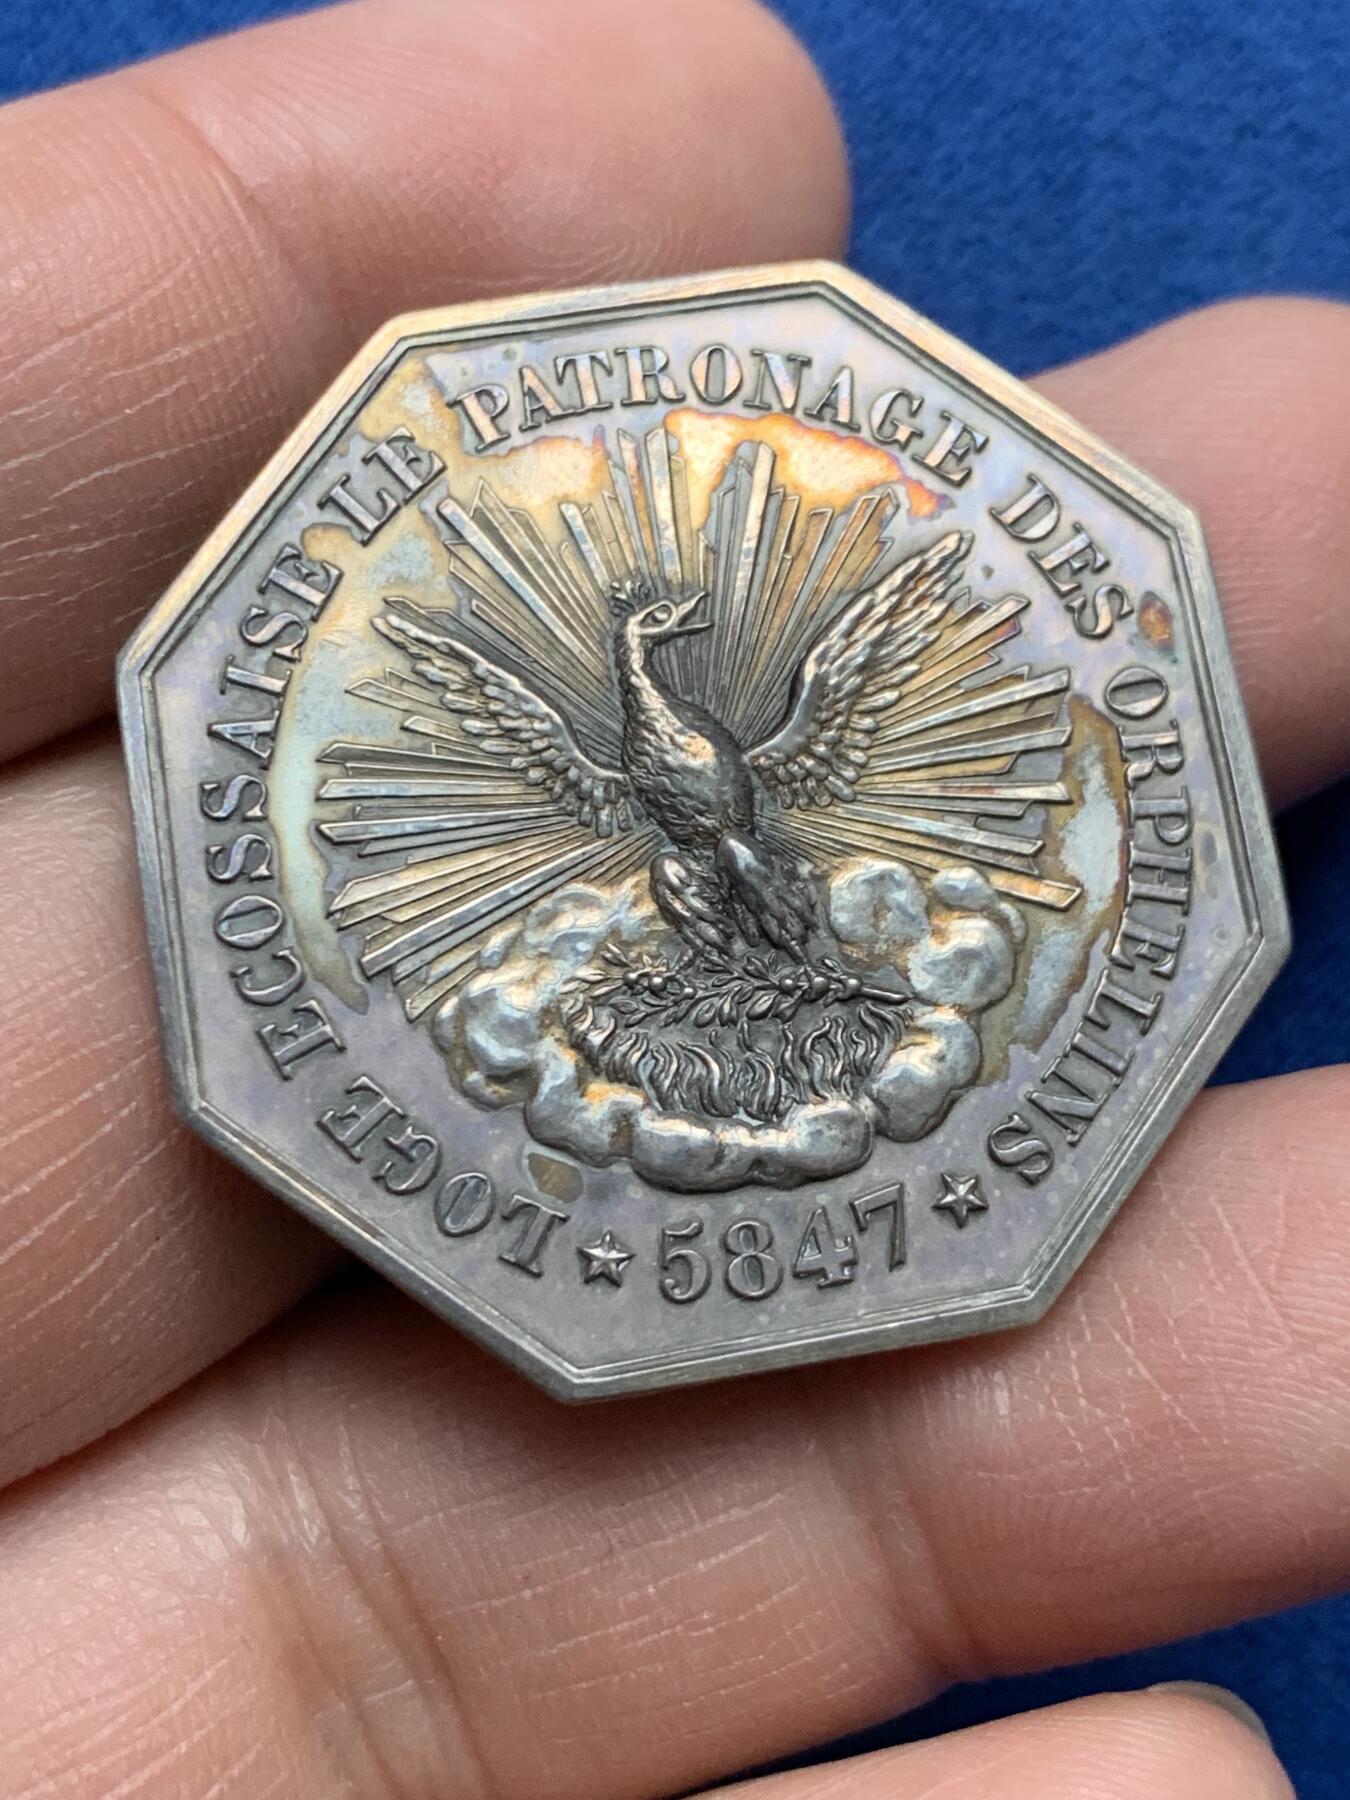 LOGE ECOSSAISE LE PATRONAGE DES ORPHELINS
★ 5847 ★